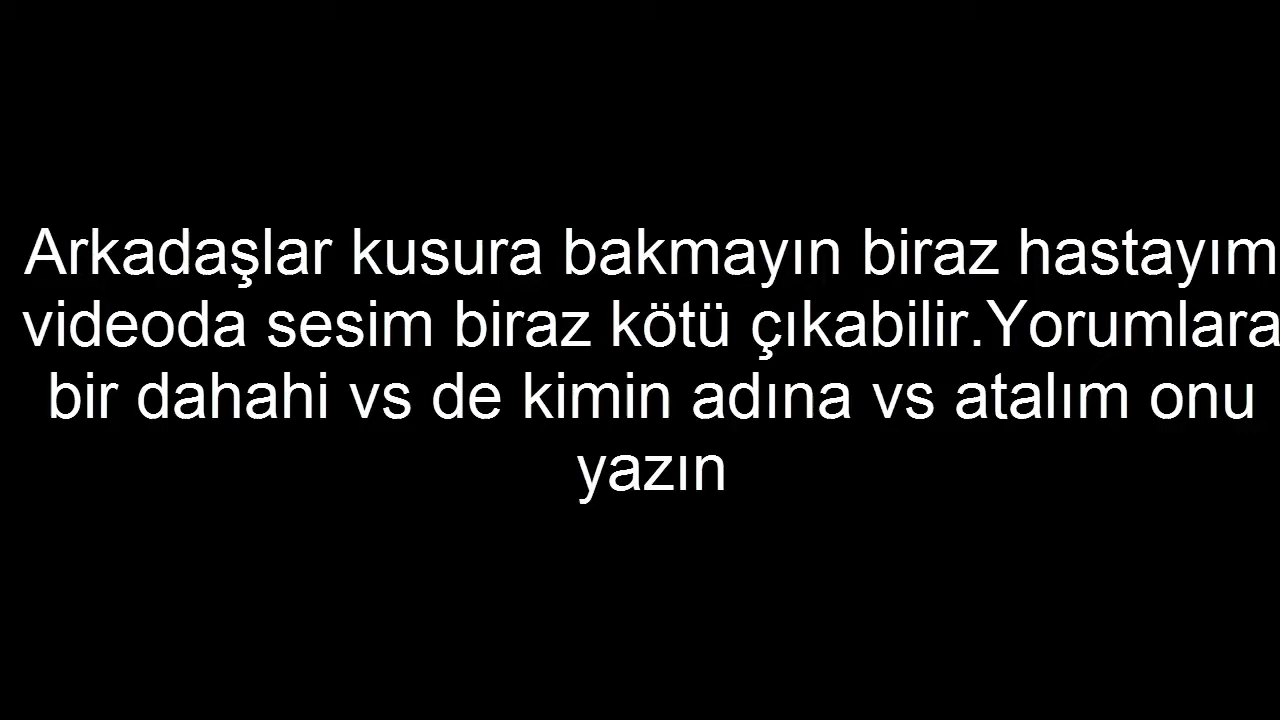 Arkadaşlar kusura bakmayın biraz hastayım
videoda sesim biraz kötü çıkabilir.Yorumlara
bir dahahi vs de kimin adına vs atalım onu
yazın